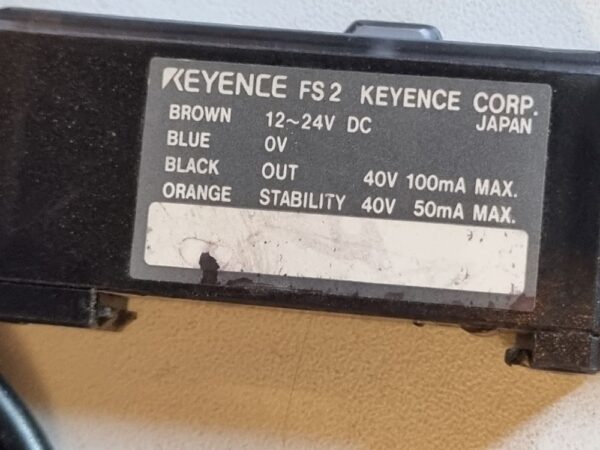 KEYENCE FS2 KEYENCE CORP.
JAPAN
BROWN 12~24V DC
BLUE 0V
BLACK OUT 40V 100mA MAX.
ORANGE STABILITY 40V 50mA MAX.